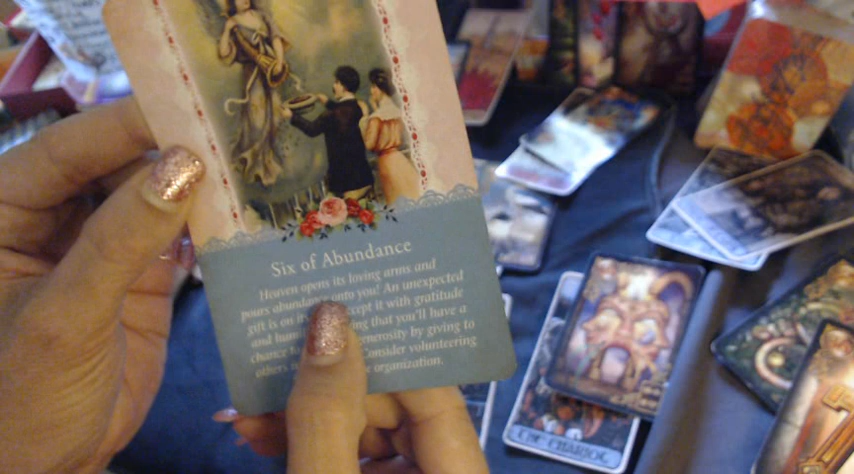 Six of Abundance
Heaven opens its loving arms and
pours abundance onto you! An unexpected
gift is on its ccept it with gratitude
and hum ing that you'll have a
chance to enerosity by giving to
others Consider volunteering
organization.
THE CHARIOT